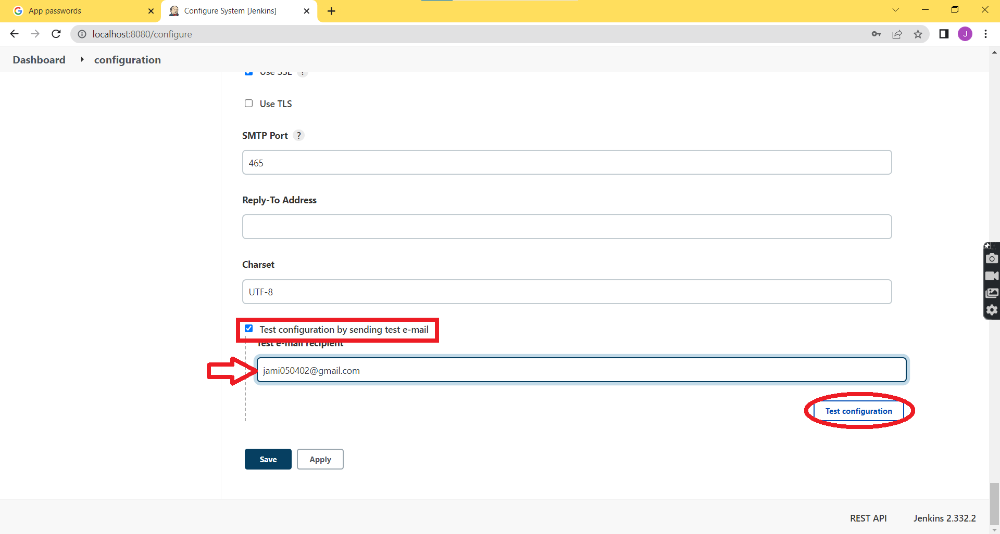 App passwords
Configure System [Jenkins]
localhost:8080/configure
J
Dashboard
configuration
Use SSL ?
Use TLS
SMTP Port ?
465
Reply-To Address
Charset
UTF-8
Test configuration by sending test e-mail
Test e-mail recipient
jami050402@gmail.com
Test configuration
Save
Apply
REST API
Jenkins 2.332.2